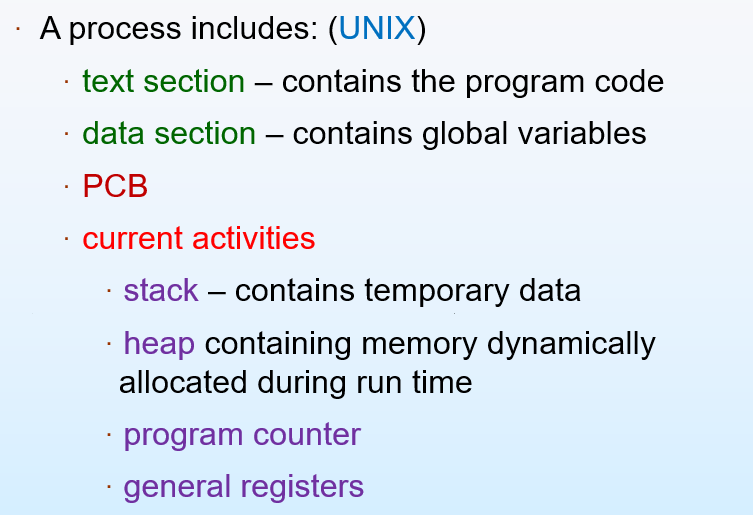 · A process includes: (UNIX)
· text section – contains the program code
· data section – contains global variables
· PCB
· current activities
· stack – contains temporary data
· heap containing memory dynamically
allocated during run time
· program counter
· general registers